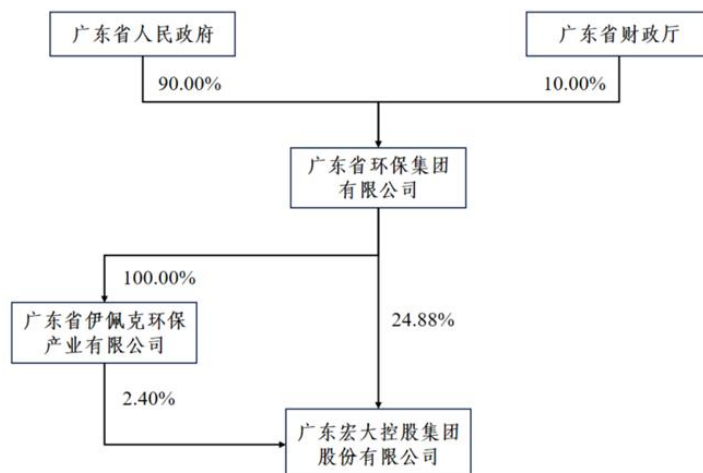 广东省人民政府
广东省财政厅
90.00%
10.00%
广东省环保集团
有限公司
100.00%
24.88%
广东省伊佩克环保
产业有限公司
2.40%
广东宏大控股集团
股份有限公司